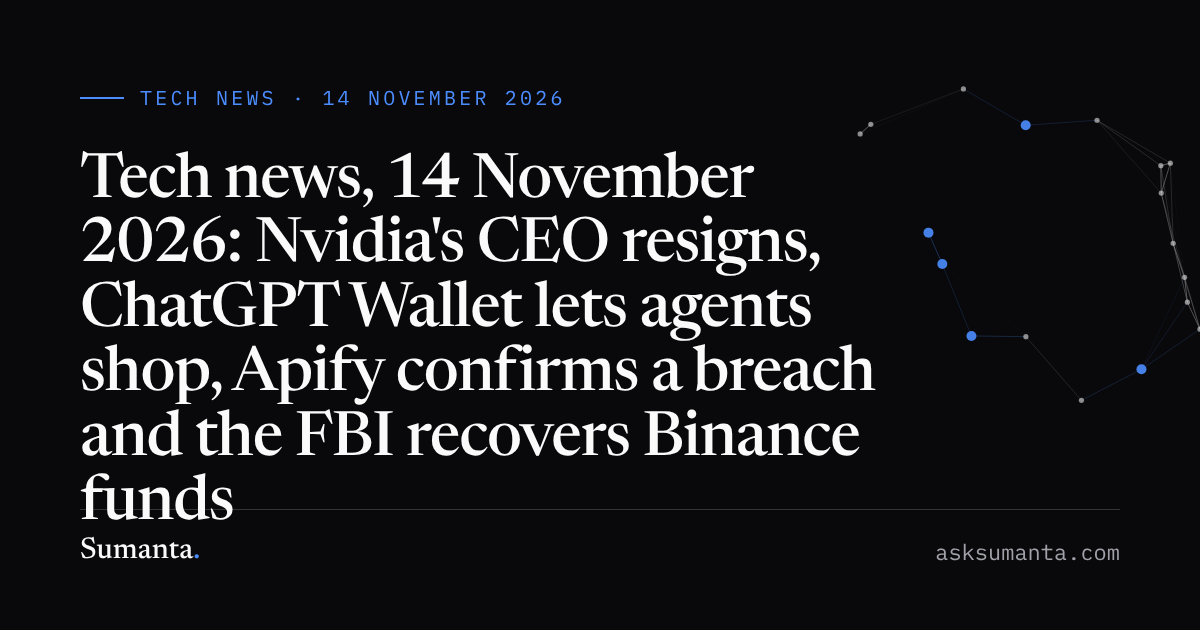 TECH NEWS · 14 NOVEMBER 2026
Tech news, 14 November
2026: Nvidia's CEO resigns,
ChatGPT Wallet lets agents
shop, Apify confirms a breach
and the FBI recovers Binance
funds
Sumanta.
asksumanta.com